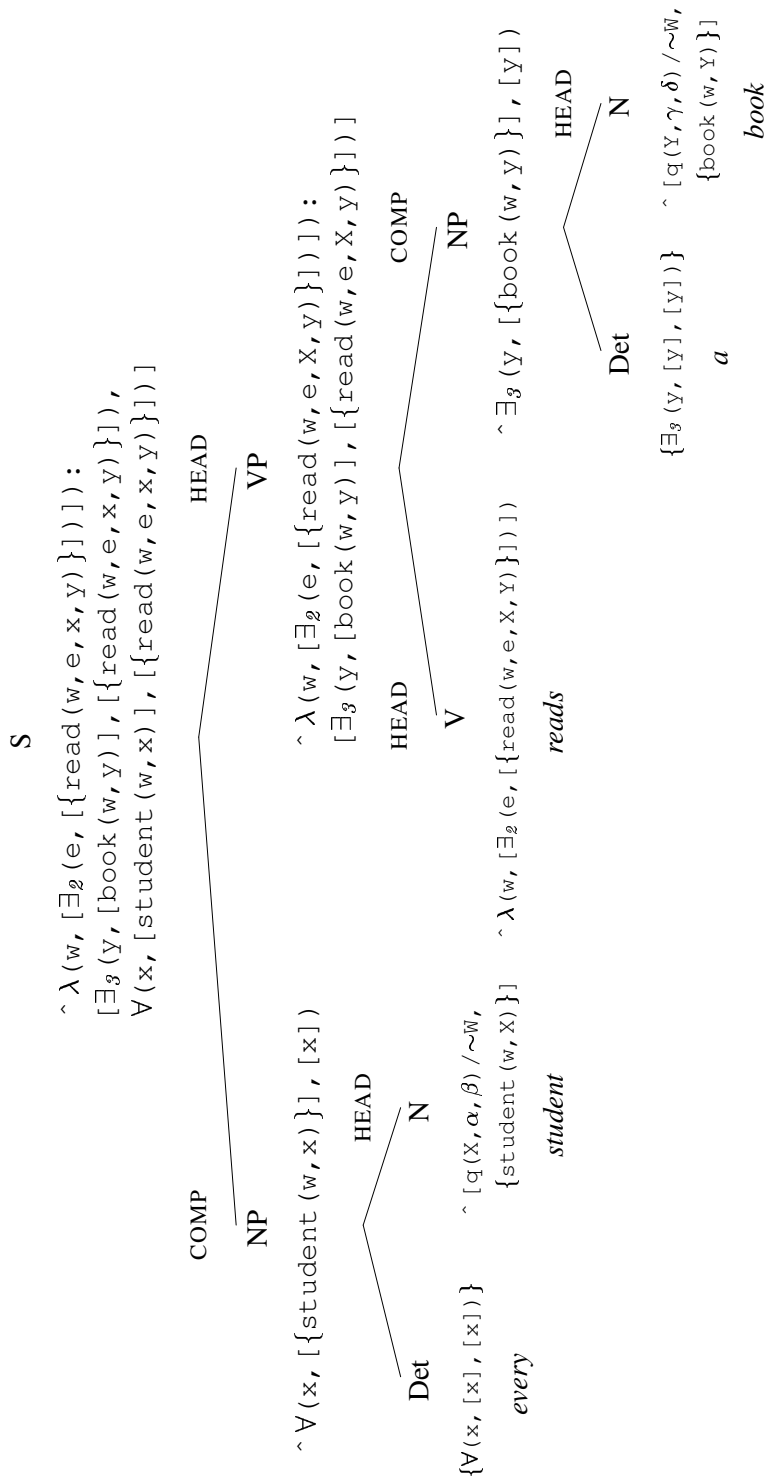 S
^ λ(w,[∃₂(e,[{read(w,e,x,y)}])]):
[∃₃(y,[book(w,y)],[{read(w,e,x,y)}]),
∀(x,[student(w,x)],[{read(w,e,x,y)}])]
COMP
HEAD
NP
VP
^ ∀(x,[{student(w,x)}],[x])
^ λ(w,[∃₂(e,[{read(w,e,X,y)}])]):
[∃₃(y,[book(w,y)],[{read(w,e,X,y)}])]
HEAD
HEAD
COMP
Det
N
V
NP
{∀(x,[x],[x])}
^ [q(X,α,β)/~W,
{student(w,X)}]
^ λ(w,[∃₂(e,[{read(w,e,X,Y)}])])
^ ∃₃(y,[{book(w,y)}],[y])
every
student
reads
HEAD
Det
N
{∃₃(y,[y],[y])}
^ [q(Y,γ,δ)/~W,
{book(w,Y)}]
a
book